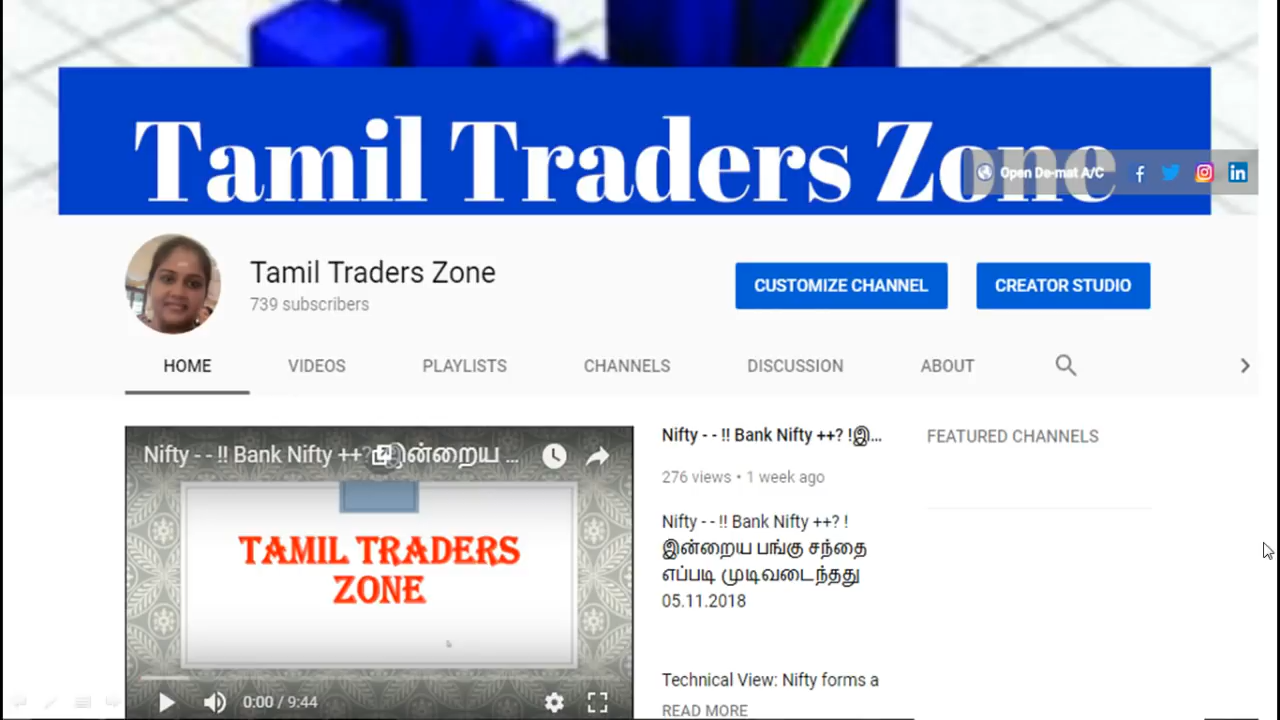 Tamil Traders Zone
Open De-mat A/C
Tamil Traders Zone
739 subscribers
CUSTOMIZE CHANNEL
CREATOR STUDIO
HOME
VIDEOS
PLAYLISTS
CHANNELS
DISCUSSION
ABOUT
Nifty - - !! Bank Nifty ++? !இன்றைய ...
TAMIL TRADERS
ZONE
0:00 / 9:44
Nifty - - !! Bank Nifty ++? !இ...
276 views • 1 week ago
Nifty - - !! Bank Nifty ++? !
இன்றைய பங்கு சந்தை
எப்படி முடிவடைந்தது
05.11.2018
Technical View: Nifty forms a
READ MORE
FEATURED CHANNELS